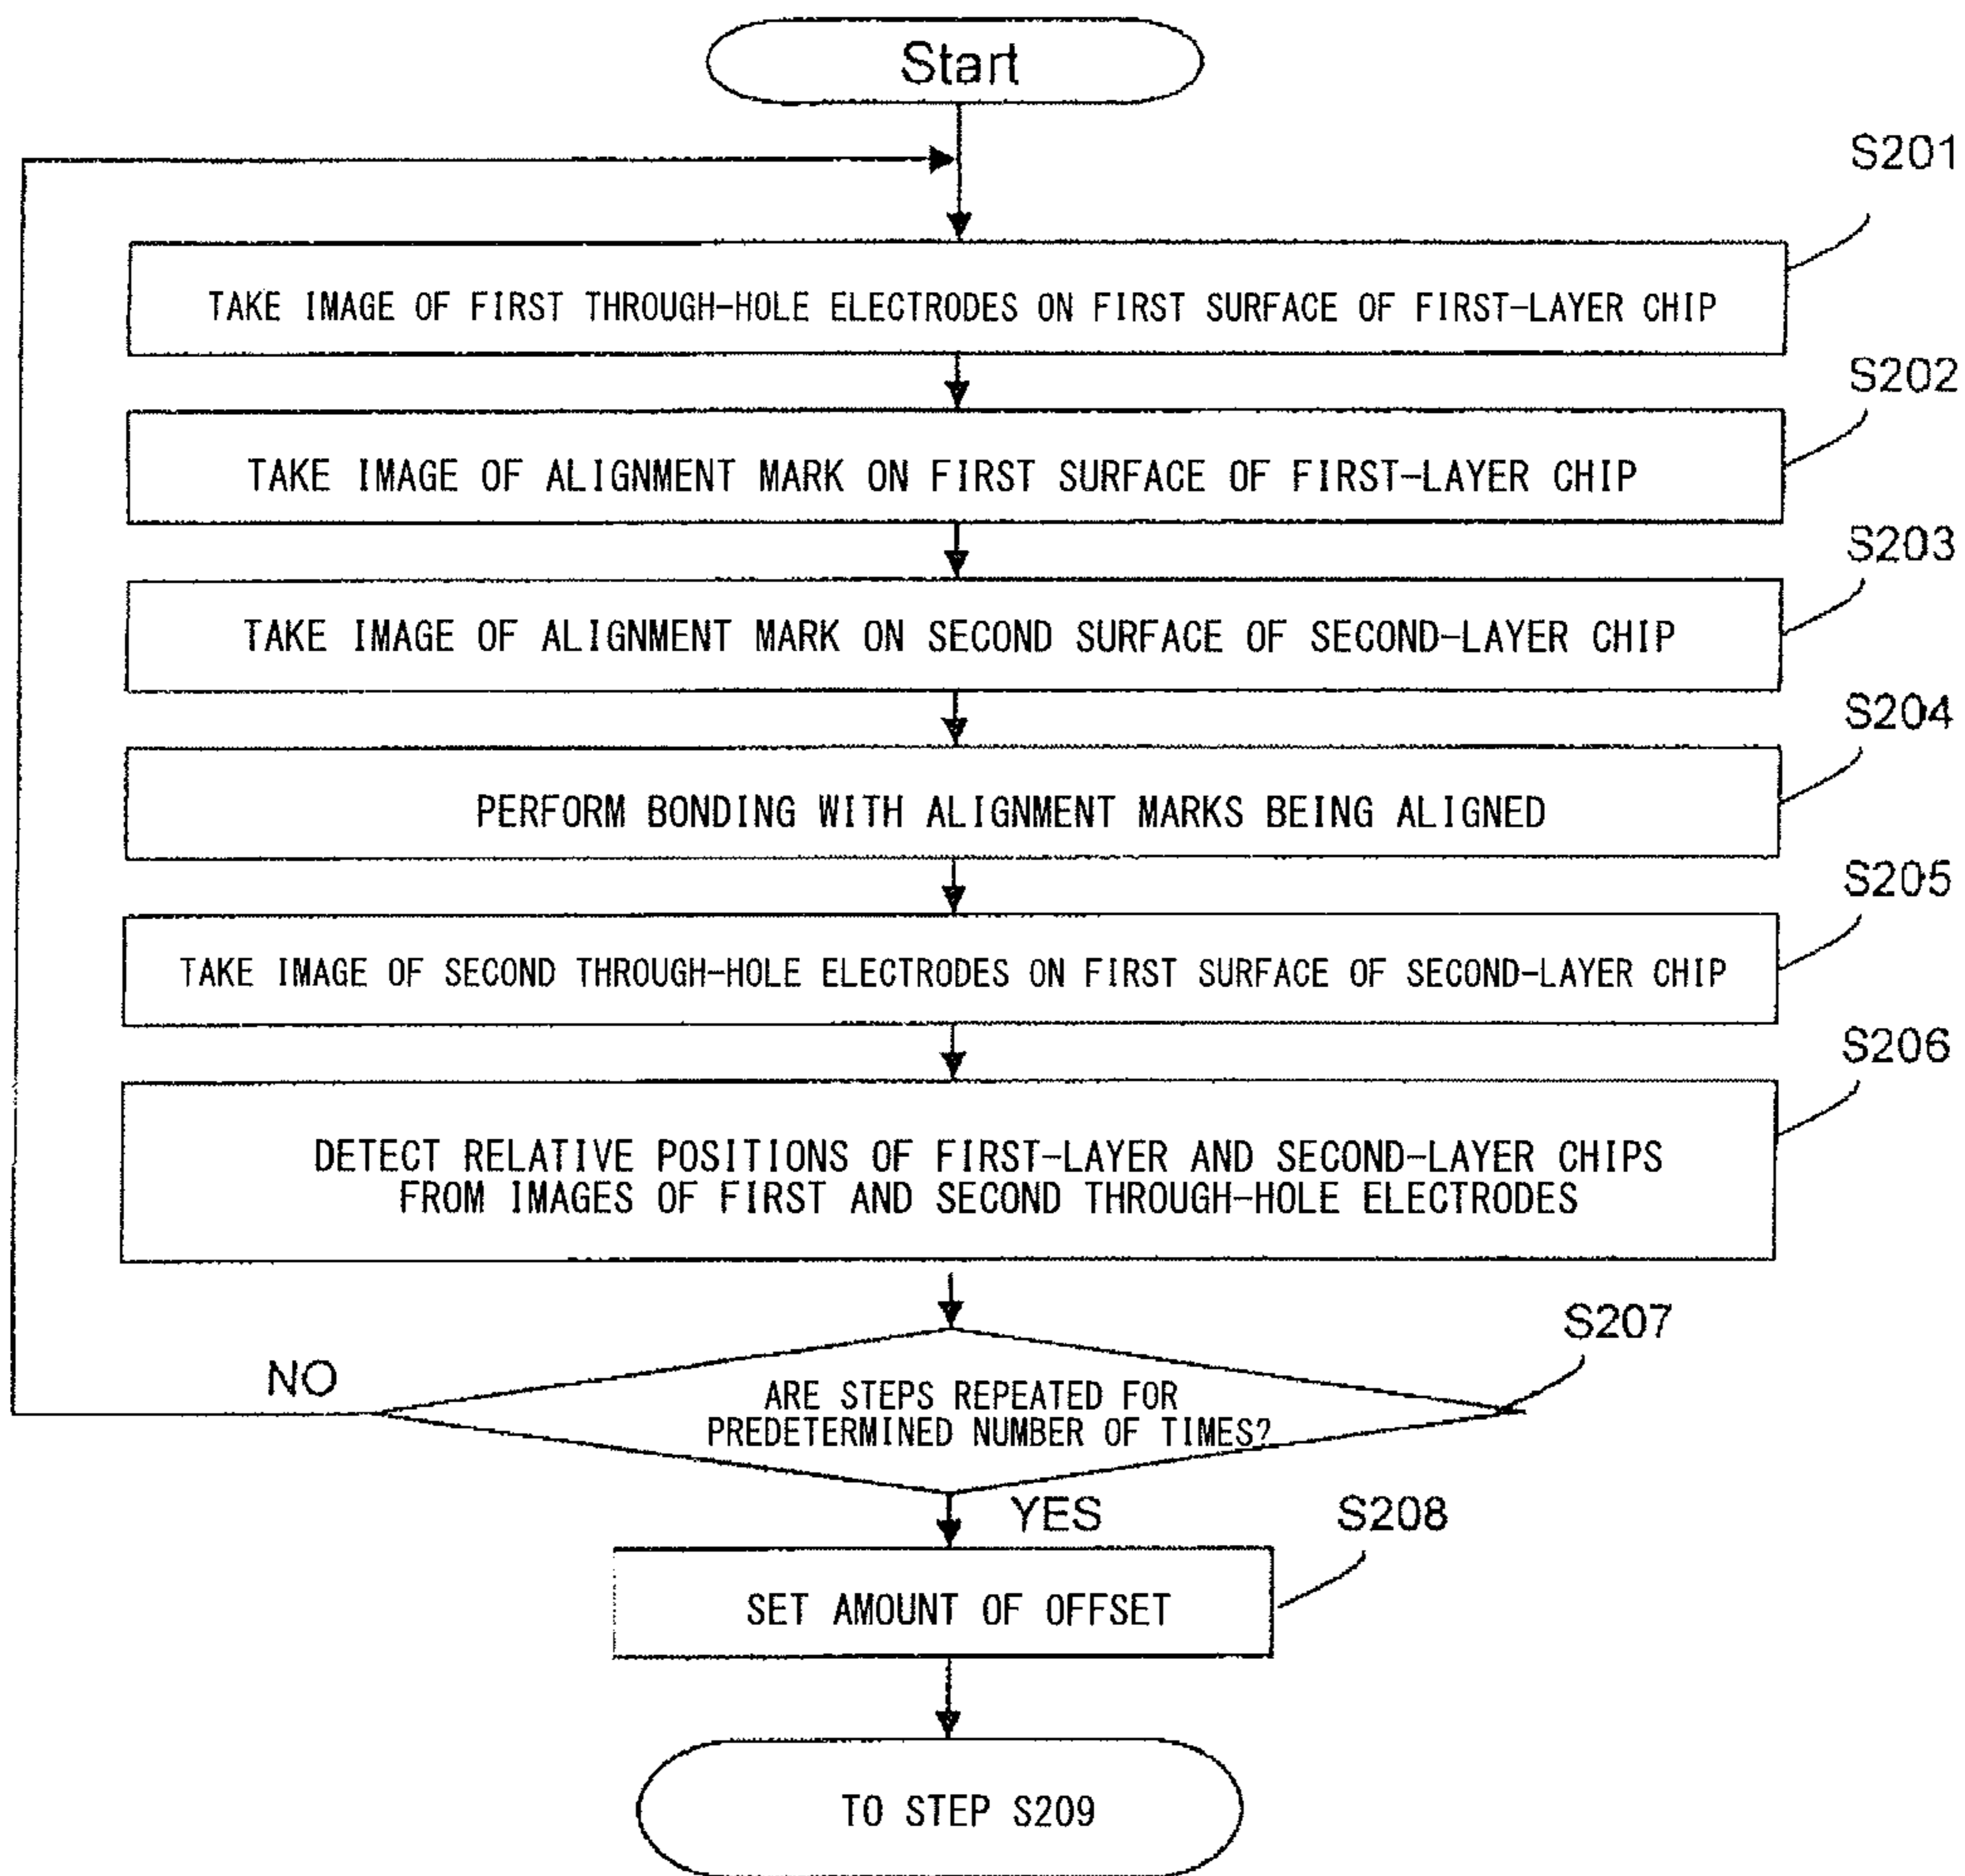 Start
S201
TAKE IMAGE OF FIRST THROUGH-HOLE ELECTRODES ON FIRST SURFACE OF FIRST-LAYER CHIP
S202
TAKE IMAGE OF ALIGNMENT MARK ON FIRST SURFACE OF FIRST-LAYER CHIP
S203
TAKE IMAGE OF ALIGNMENT MARK ON SECOND SURFACE OF SECOND-LAYER CHIP
S204
PERFORM BONDING WITH ALIGNMENT MARKS BEING ALIGNED
S205
TAKE IMAGE OF SECOND THROUGH-HOLE ELECTRODES ON FIRST SURFACE OF SECOND-LAYER CHIP
S206
DETECT RELATIVE POSITIONS OF FIRST-LAYER AND SECOND-LAYER CHIPS
FROM IMAGES OF FIRST AND SECOND THROUGH-HOLE ELECTRODES
S207
NO
ARE STEPS REPEATED FOR
PREDETERMINED NUMBER OF TIMES?
YES
S208
SET AMOUNT OF OFFSET
TO STEP S209